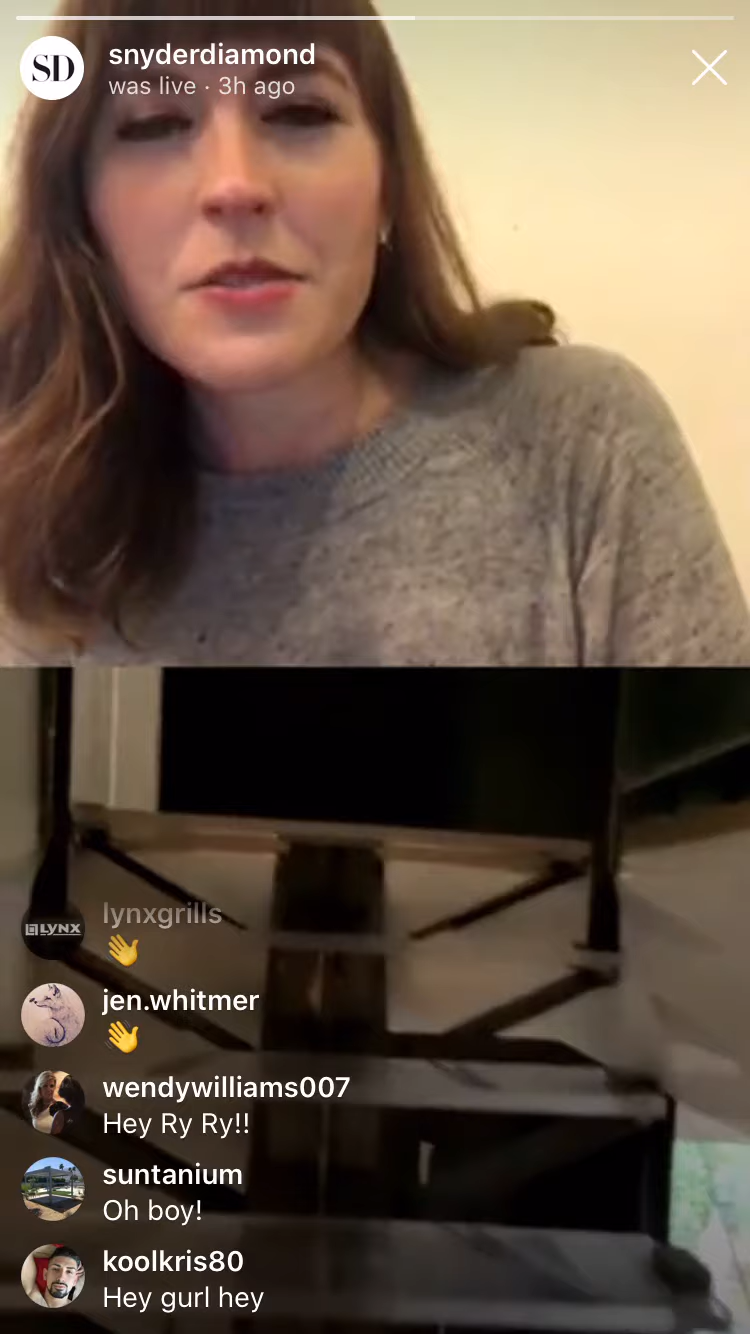 SD
snyderdiamond
was live · 3h ago
lynxgrills
LYNX
👋
jen.whitmer
👋
wendywilliams007
Hey Ry Ry!!
suntanium
Oh boy!
koolkris80
Hey gurl hey